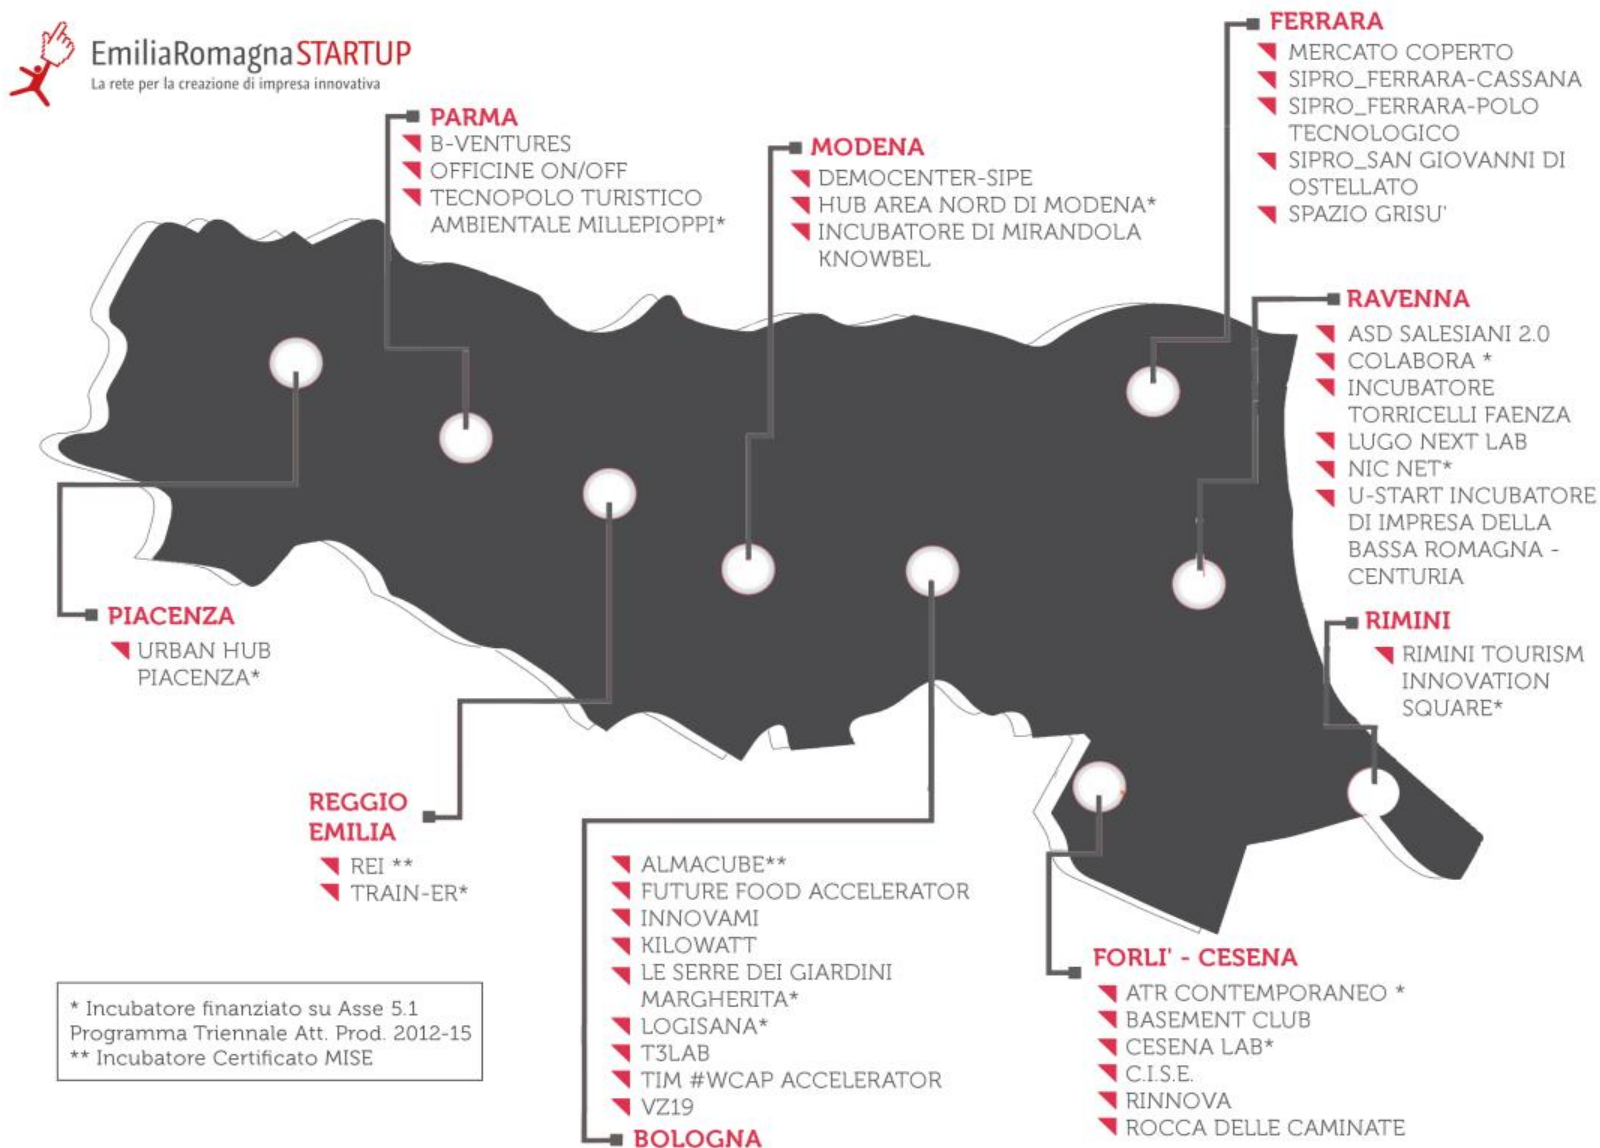 EmiliaRomagnaSTARTUP
La rete per la creazione di impresa innovativa
PARMA
B-VENTURES
OFFICINE ON/OFF
TECNOPOLO TURISTICO
AMBIENTALE MILLEPIOPPI*
MODENA
DEMOCENTER-SIPE
HUB AREA NORD DI MODENA*
INCUBATORE DI MIRANDOLA
KNOWBEL
FERRARA
MERCATO COPERTO
SIPRO_FERRARA-CASSANA
SIPRO_FERRARA-POLO
TECNOLOGICO
SIPRO_SAN GIOVANNI DI
OSTELLATO
SPAZIO GRISU'
RAVENNA
ASD SALESIANI 2.0
COLABORA *
INCUBATORE
TORRICELLI FAENZA
LUGO NEXT LAB
NIC NET*
U-START INCUBATORE
DI IMPRESA DELLA
BASSA ROMAGNA -
CENTURIA
PIACENZA
URBAN HUB
PIACENZA*
RIMINI
RIMINI TOURISM
INNOVATION
SQUARE*
REGGIO
EMILIA
REI **
TRAIN-ER*
ALMACUBE**
FUTURE FOOD ACCELERATOR
INNOVAMI
KILOWATT
LE SERRE DEI GIARDINI
MARGHERITA*
LOGISANA*
T3LAB
TIM #WCAP ACCELERATOR
VZ19
BOLOGNA
FORLI' - CESENA
ATR CONTEMPORANEO *
BASEMENT CLUB
CESENA LAB*
C.I.S.E.
RINNOVA
ROCCA DELLE CAMINATE
* Incubatore finanziato su Asse 5.1
Programma Triennale Att. Prod. 2012-15
** Incubatore Certificato MISE